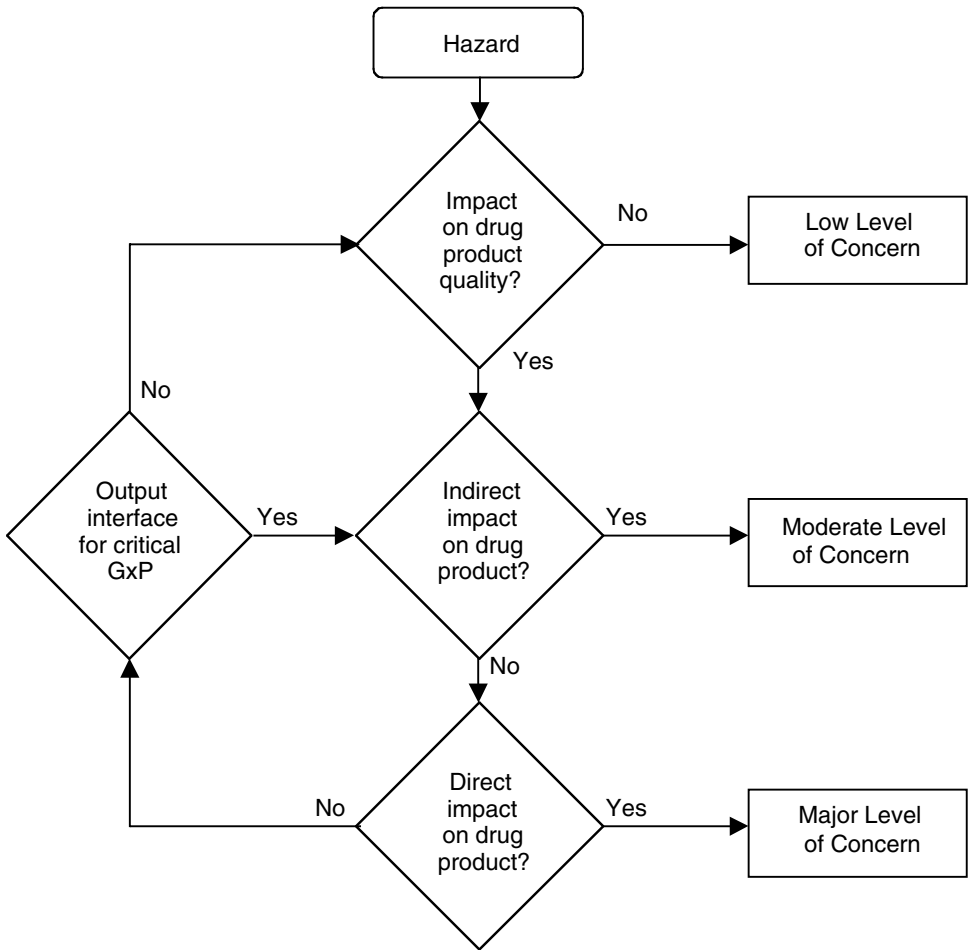 Hazard
Impact
on drug
product
quality?
No
Low Level
of Concern
Yes
No
Output
interface
for critical
GxP
Yes
Indirect
impact
on drug
product?
Yes
Moderate Level
of Concern
No
Direct
impact
on drug
product?
No
Yes
Major Level
of Concern